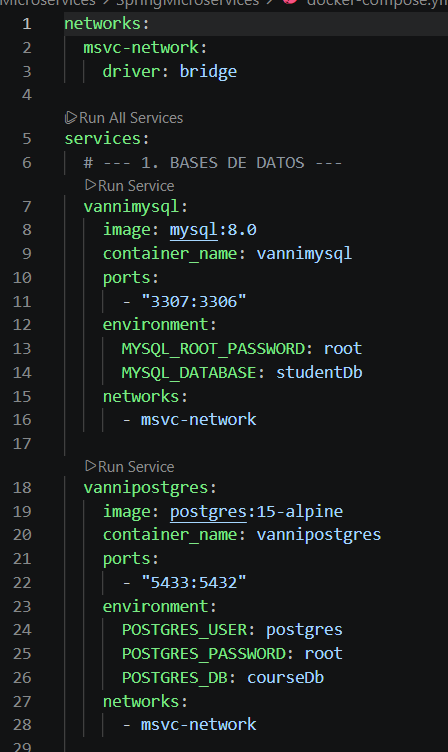 Microservices > SpringMicroservices > docker-compose.ym
1 networks:
2 msvc-network:
3 driver: bridge
4
Run All Services
5 services:
6 # --- 1. BASES DE DATOS ---
Run Service
7 vannimysql:
8 image: mysql:8.0
9 container_name: vannimysql
10 ports:
11 - "3307:3306"
12 environment:
13 MYSQL_ROOT_PASSWORD: root
14 MYSQL_DATABASE: studentDb
15 networks:
16 - msvc-network
17
Run Service
18 vannipostgres:
19 image: postgres:15-alpine
20 container_name: vannipostgres
21 ports:
22 - "5433:5432"
23 environment:
24 POSTGRES_USER: postgres
25 POSTGRES_PASSWORD: root
26 POSTGRES_DB: courseDb
27 networks:
28 - msvc-network
29